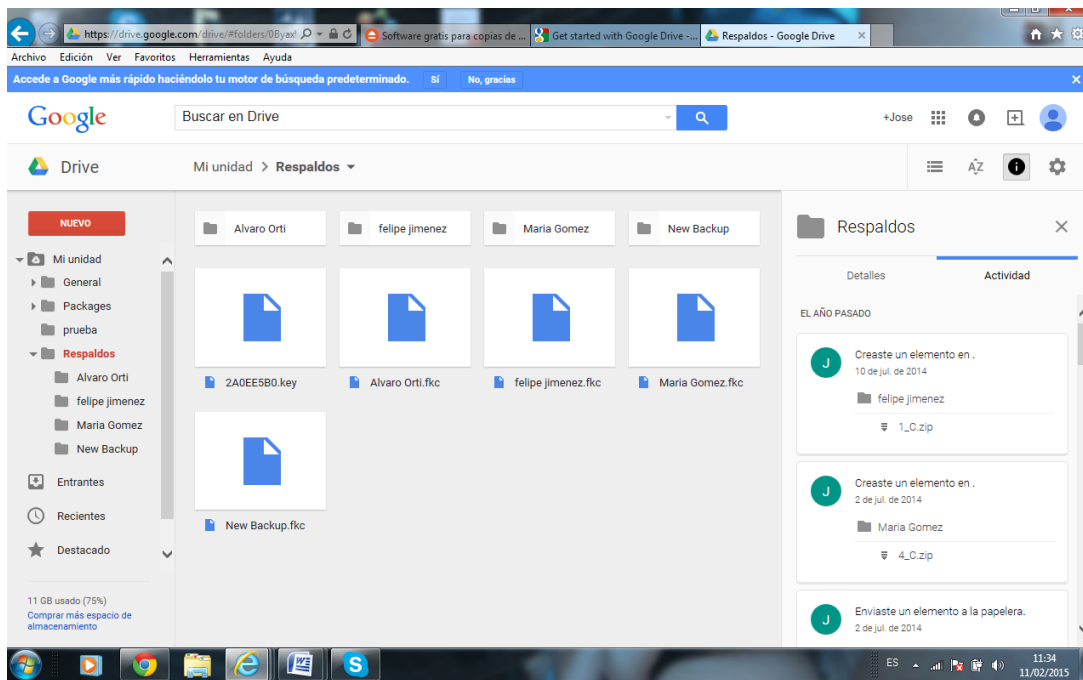 https://drive.google.com/drive/#folders/0Byax
Software gratis para copias de ...
Get started with Google Drive -...
Respaldos - Google Drive
Archivo Edición Ver Favoritos Herramientas Ayuda
Accede a Google más rápido haciéndolo tu motor de búsqueda predeterminado. Sí No, gracias
Google
Buscar en Drive
+Jose
Drive
Mi unidad > Respaldos
AZ
NUEVO
Mi unidad
General
Packages
prueba
Respaldos
Alvaro Orti
felipe jimenez
Maria Gomez
New Backup
Entrantes
Recientes
Destacado
11 GB usado (75%)
Comprar más espacio de
almacenamiento
Alvaro Orti
felipe jimenez
Maria Gomez
New Backup
2A0EE5B0.key
Alvaro Orti.fkc
felipe jimenez.fkc
Maria Gomez.fkc
New Backup.fkc
Respaldos
Detalles
Actividad
EL AÑO PASADO
J
Creaste un elemento en .
10 de jul. de 2014
felipe jimenez
1_C.zip
J
Creaste un elemento en .
2 de jul. de 2014
Maria Gomez
4_C.zip
J
Enviaste un elemento a la papelera.
2 de jul. de 2014
ES
11:34
11/02/2015